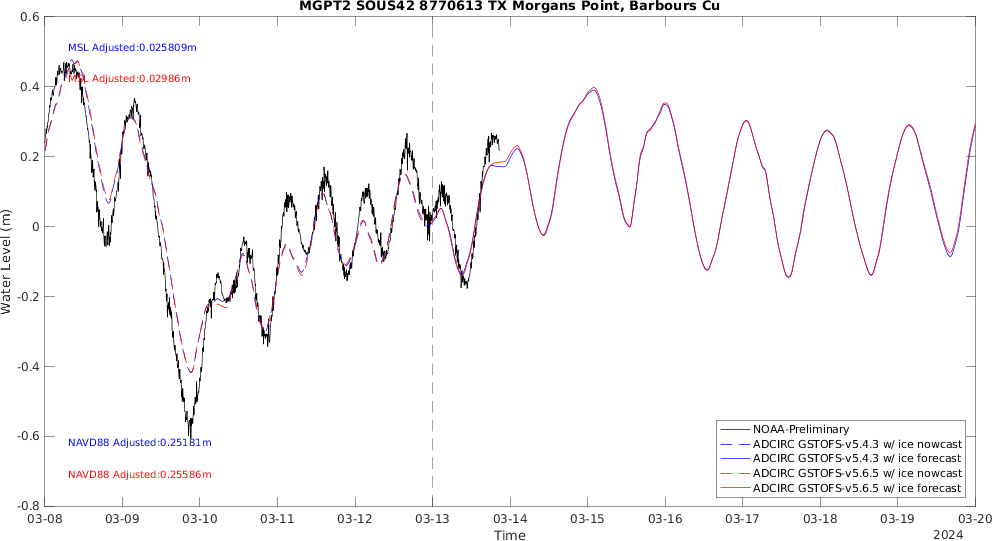 MGPT2 SOUS42 8770613 TX Morgans Point, Barbours Cu
0.6
0.4
0.2
0
-0.2
-0.4
-0.6
-0.8
Water Level (m)
MSL Adjusted:0.025809m
MSL Adjusted:0.02986m
NAVD88 Adjusted:0.25181m
NAVD88 Adjusted:0.25586m
NOAA-Preliminary
ADCIRC GSTOFS-v5.4.3 w/ ice nowcast
ADCIRC GSTOFS-v5.4.3 w/ ice forecast
ADCIRC GSTOFS-v5.6.5 w/ ice nowcast
ADCIRC GSTOFS-v5.6.5 w/ ice forecast
03-08 03-09 03-10 03-11 03-12 03-13 03-14 03-15 03-16 03-17 03-18 03-19 03-20
Time
2024